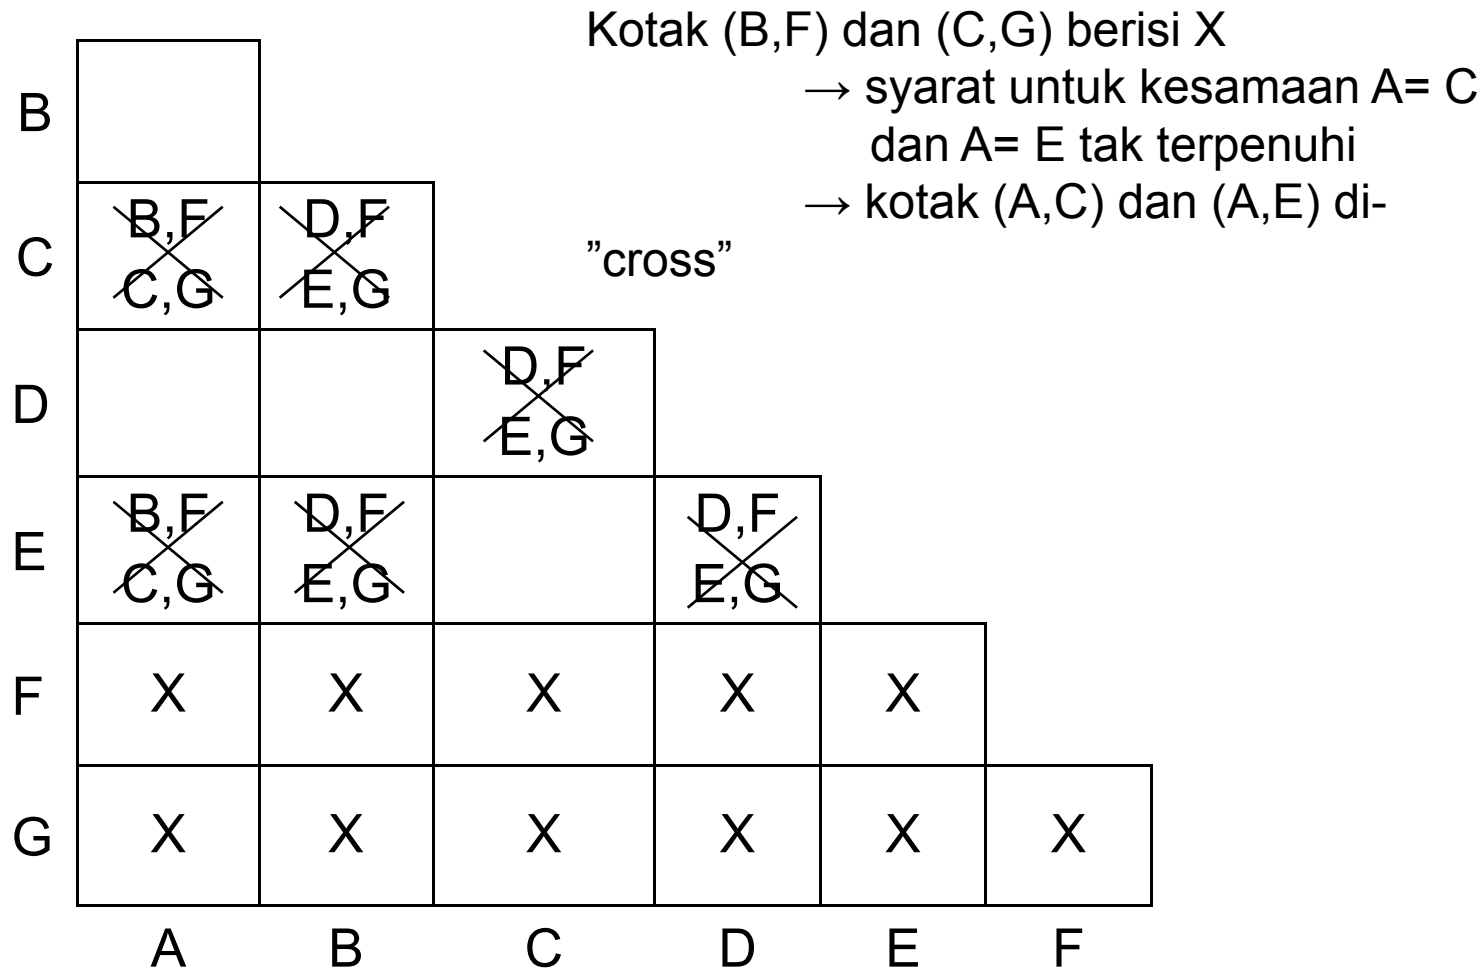 Kotak (B,F) dan (C,G) berisi X
→ syarat untuk kesamaan A= C
dan A= E tak terpenuhi
→ kotak (A,C) dan (A,E) di-
”cross”
B
C B,F D,F
C,G E,G
D D,F
E,G
E B,F D,F D,F
C,G E,G E,G
F X X X X X
G X X X X X X
A B C D E F